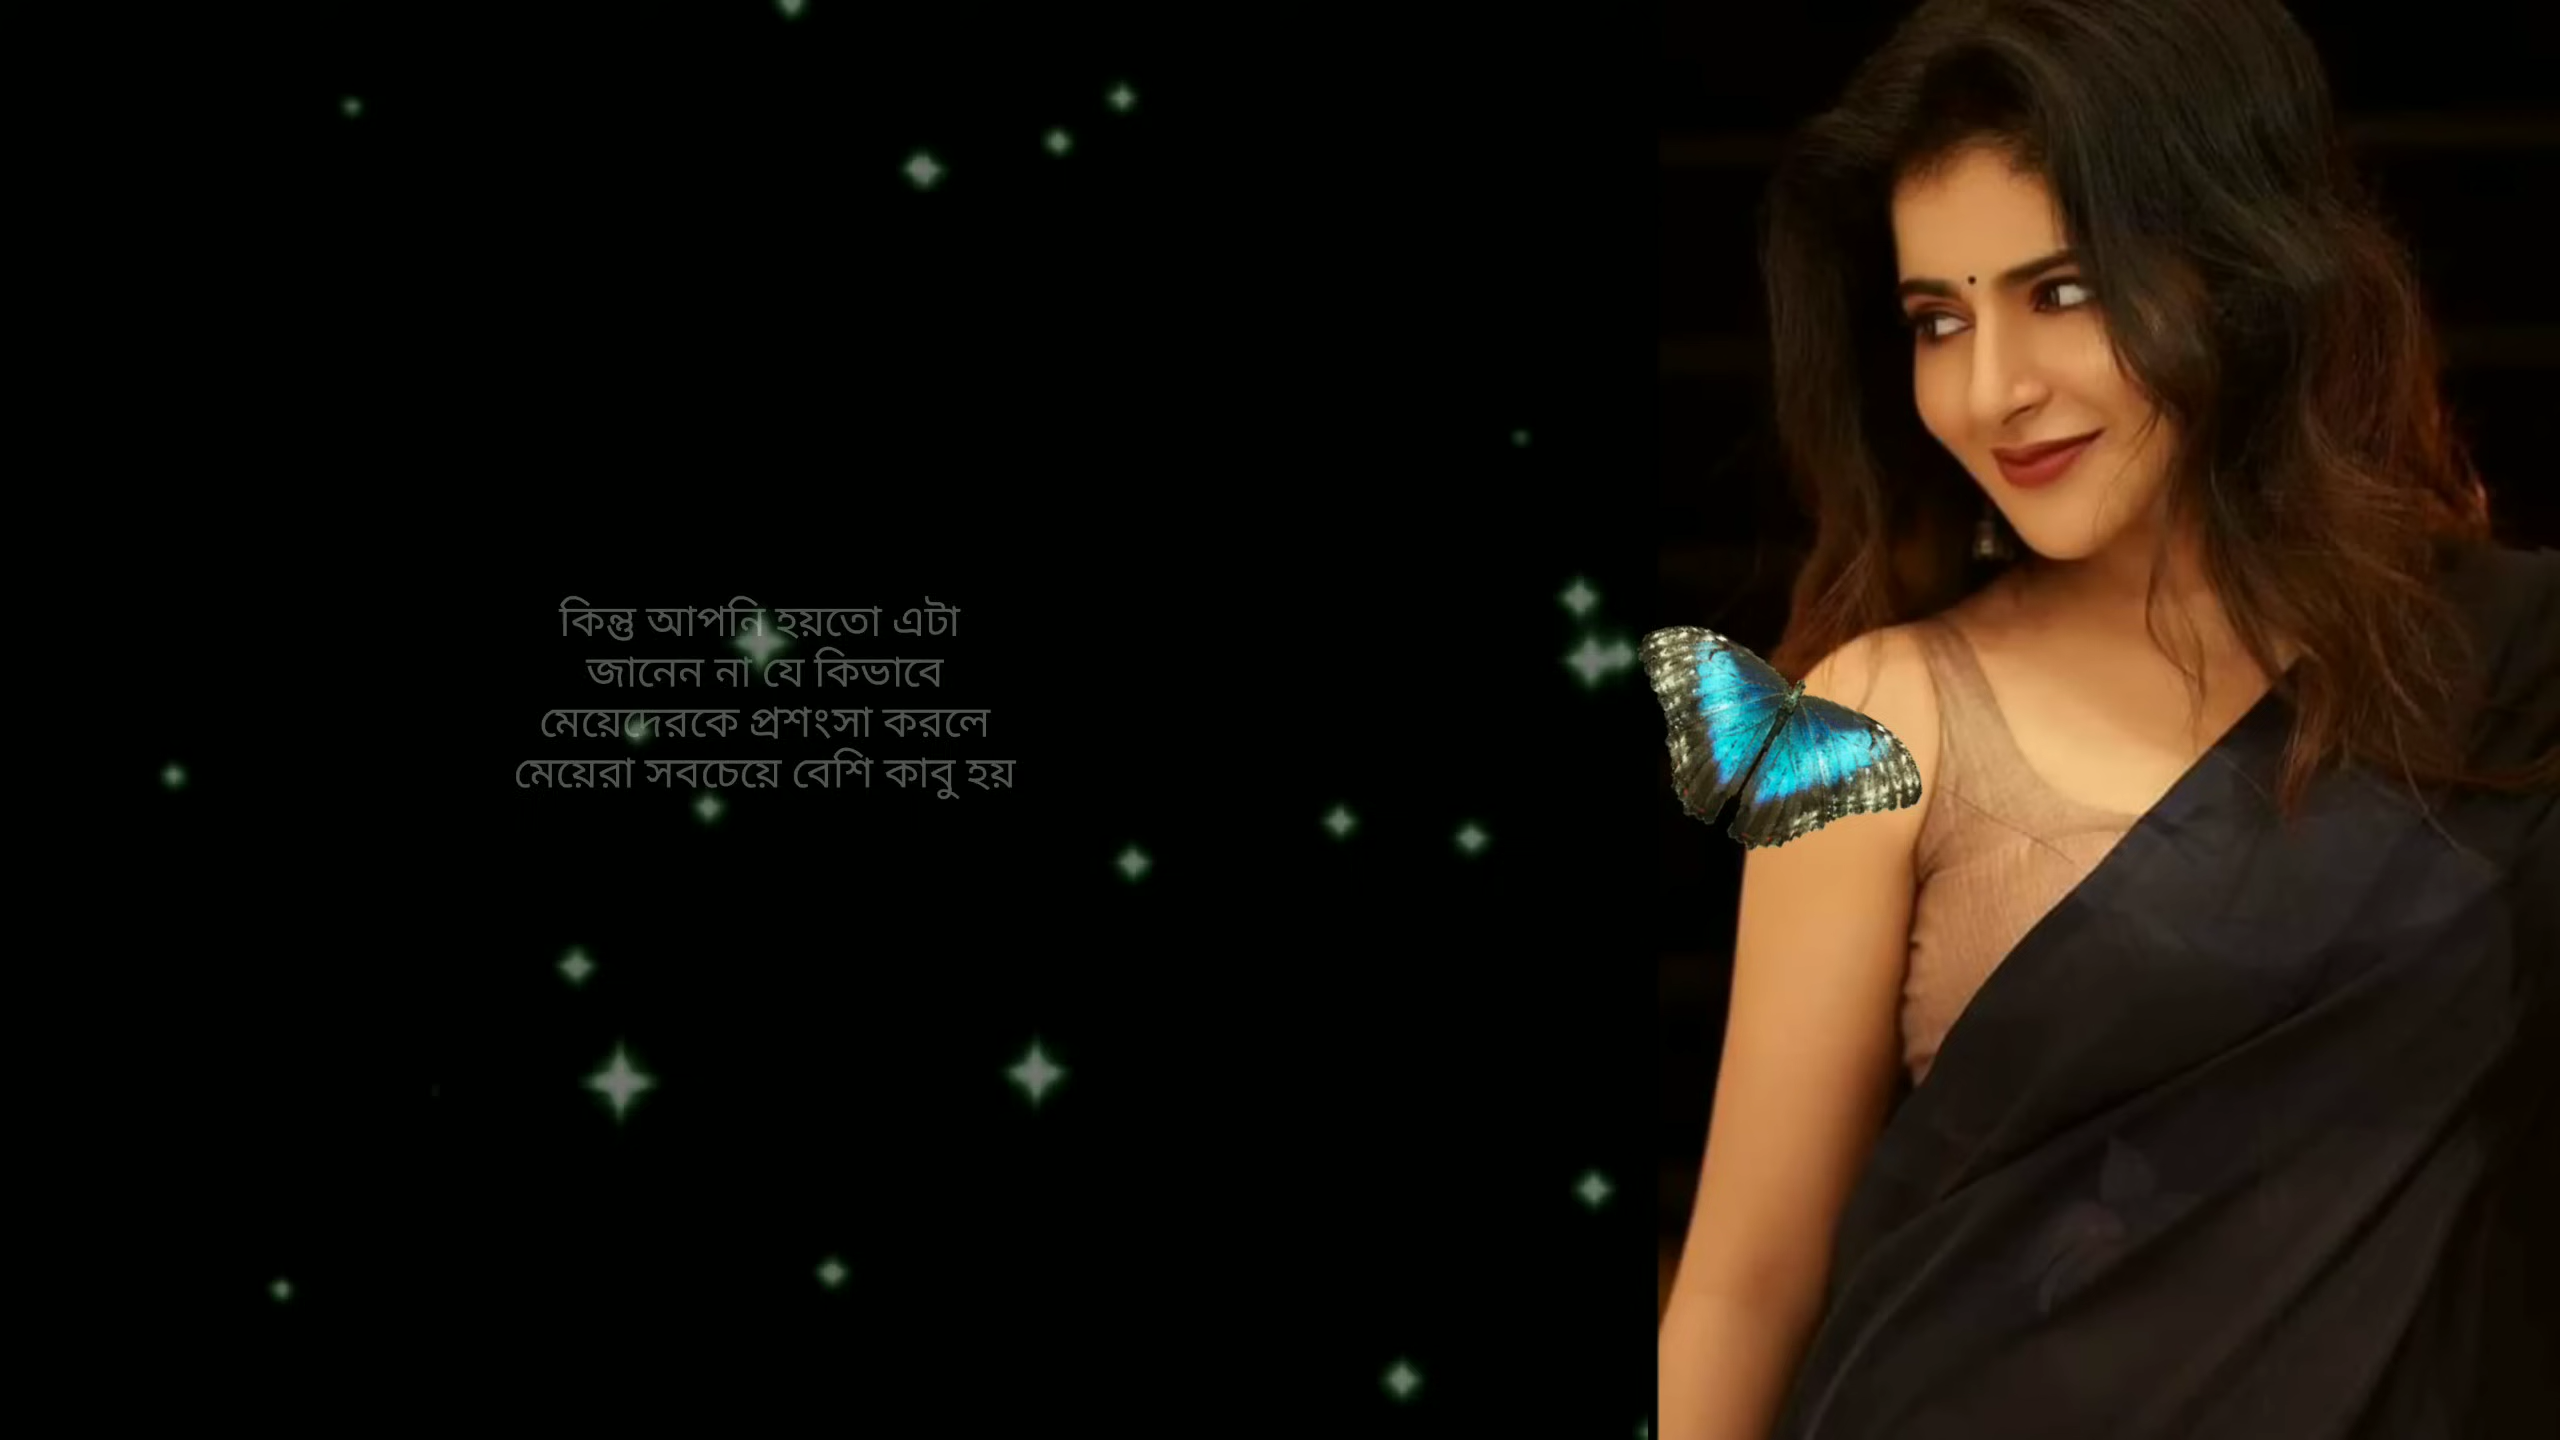 কিন্তু আপনি হয়তো এটা
জানেন না যে কিভাবে
মেয়েদেরকে প্রশংসা করলে
মেয়েরা সবচেয়ে বেশি কাবু হয়